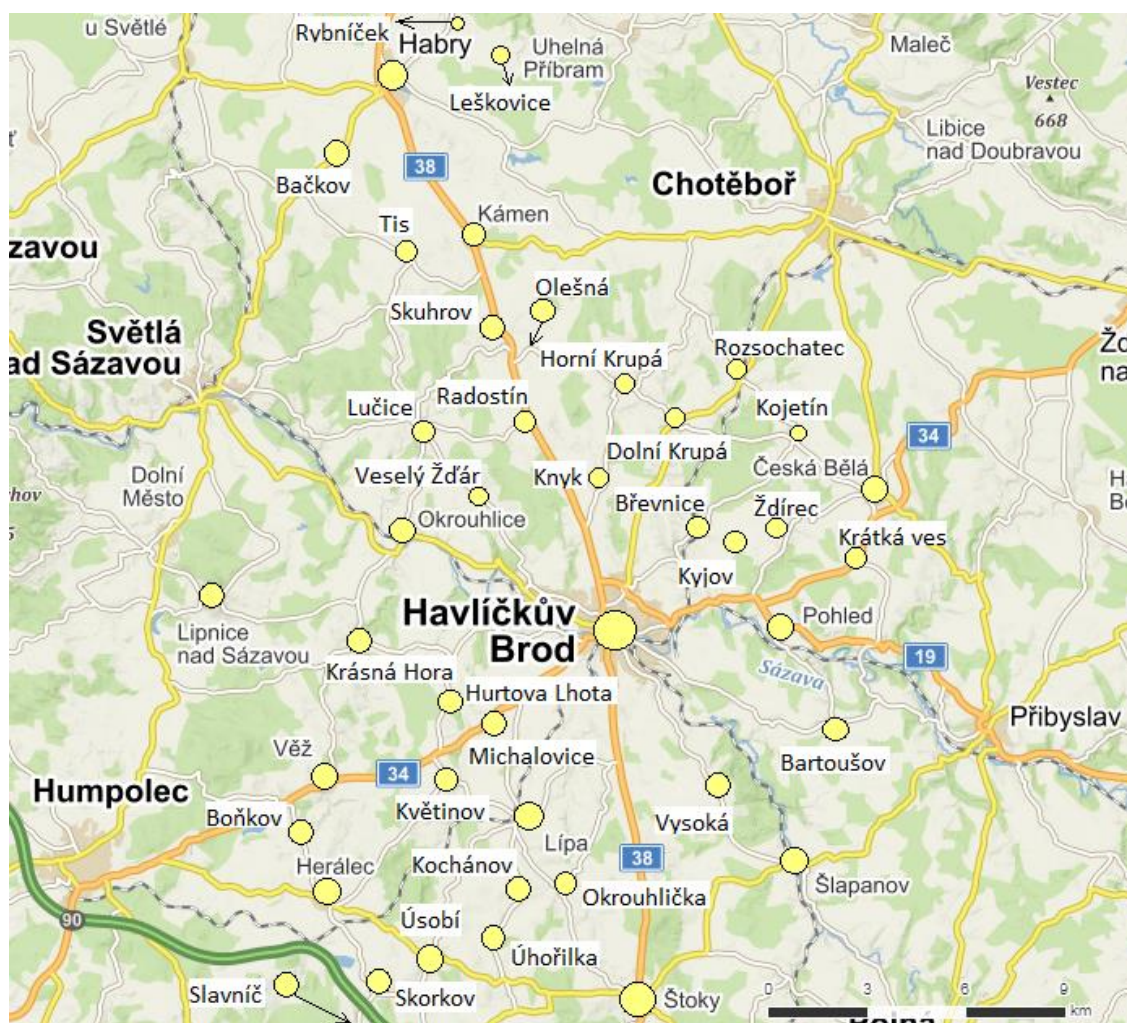 u Světlé
Rybníček
Habry
Uhelná
Příbram
Maleč
Leškovice
Vestec
668
Libice
nad Doubravou
Bačkov
38
Chotěboř
Tis
Kámen
zavou
Olešná
Skuhrov
Světlá
ad Sázavou
Horní Krupá
Rozsochatec
Žd
na
Radostín
Lučice
Kojetín
34
Dolní Krupá
Veselý Žďár
Knyk
Česká Bělá
Dolní
Město
chov
Okrouhlice
Břevnice
Ždírec
Krátká ves
Kyjov
Havlíčkův
Brod
Pohled
Lipnice
nad Sázavou
Krásná Hora
Sázava
19
Hurtova Lhota
Přibyslav
Věž
Michalovice
Bartoušov
34
Humpolec
Květinov
Boňkov
Vysoká
Lípa
Kochánov
38
Herálec
Šlapanov
Okrouhlička
90
Úsobí
Úhořilka
Slavníč
Skorkov
Štoky
0 3 6 9
km